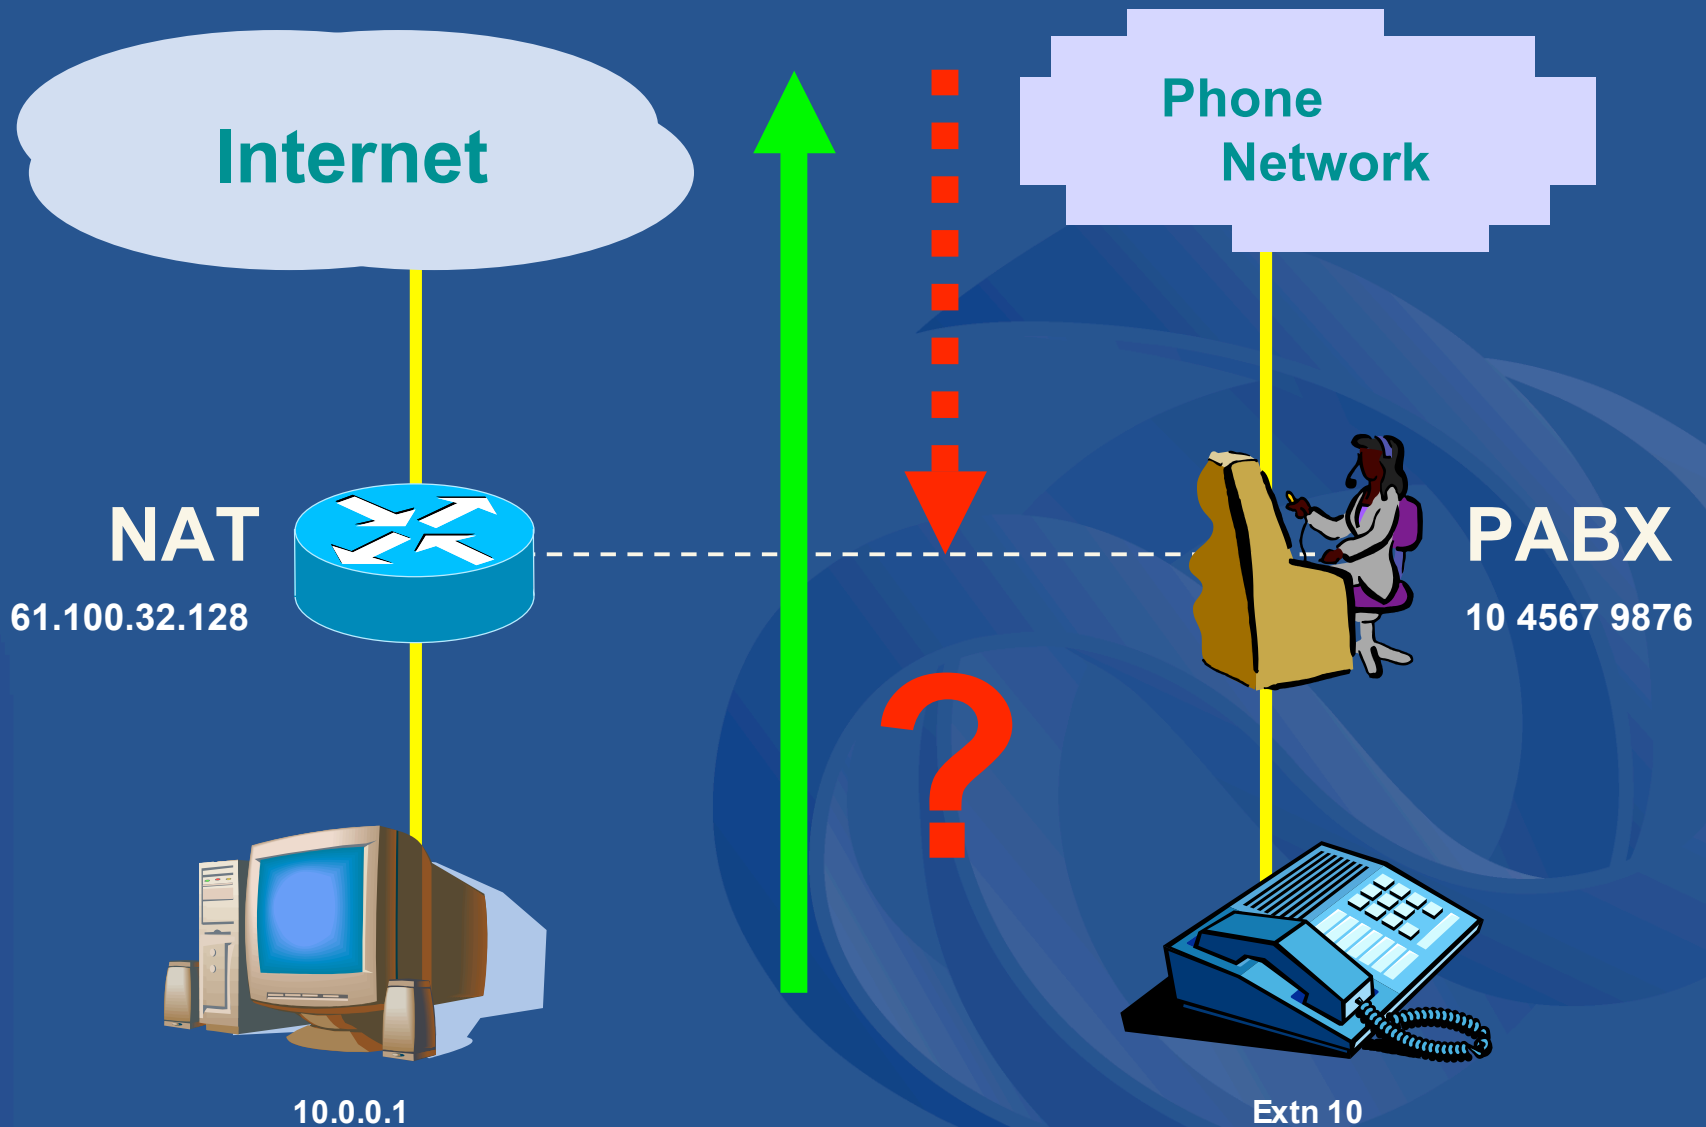 Internet
Phone
Network
NAT
61.100.32.128
PABX
10 4567 9876
?
10.0.0.1
Extn 10